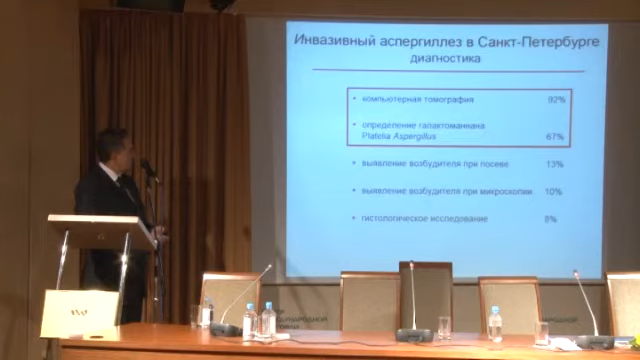 Инвазивный аспергиллез в Санкт-Петербурге
диагностика
• компьютерная томография 92%
• определение галактоманнана
Platelia Aspergillus 67%
• выявление возбудителя при посеве 13%
• выявление возбудителя при микроскопии 10%
• гистологическое исследование 9%